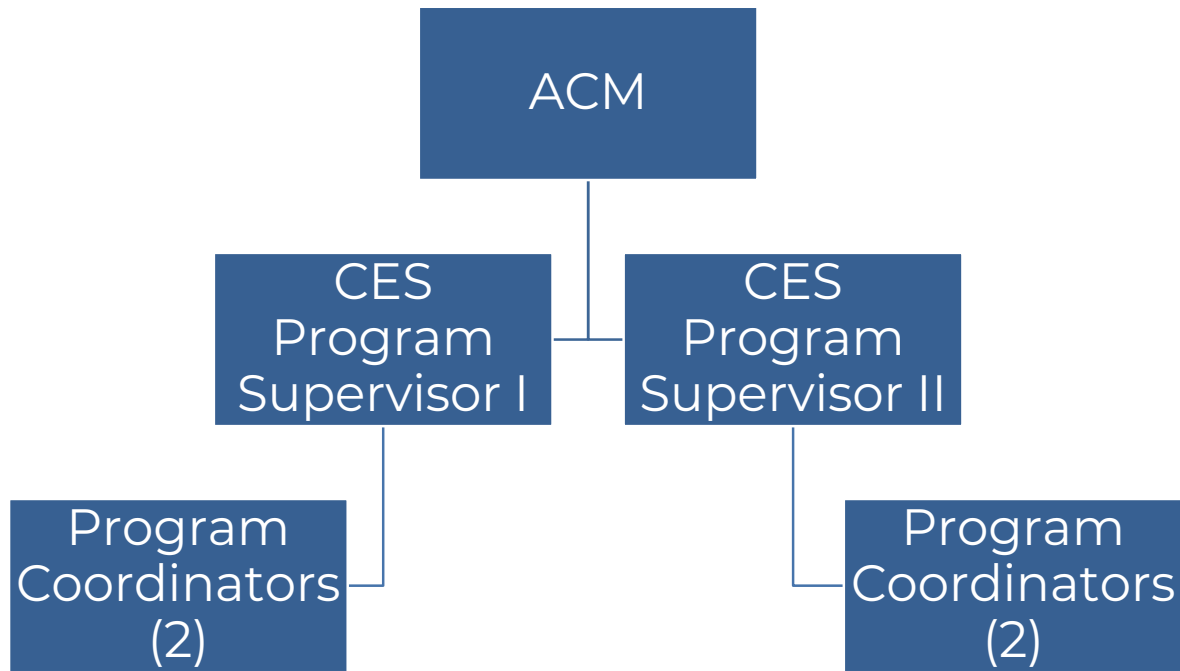 ACM
CES
Program
Supervisor I
CES
Program
Supervisor II
Program
Coordinators
(2)
Program
Coordinators
(2)